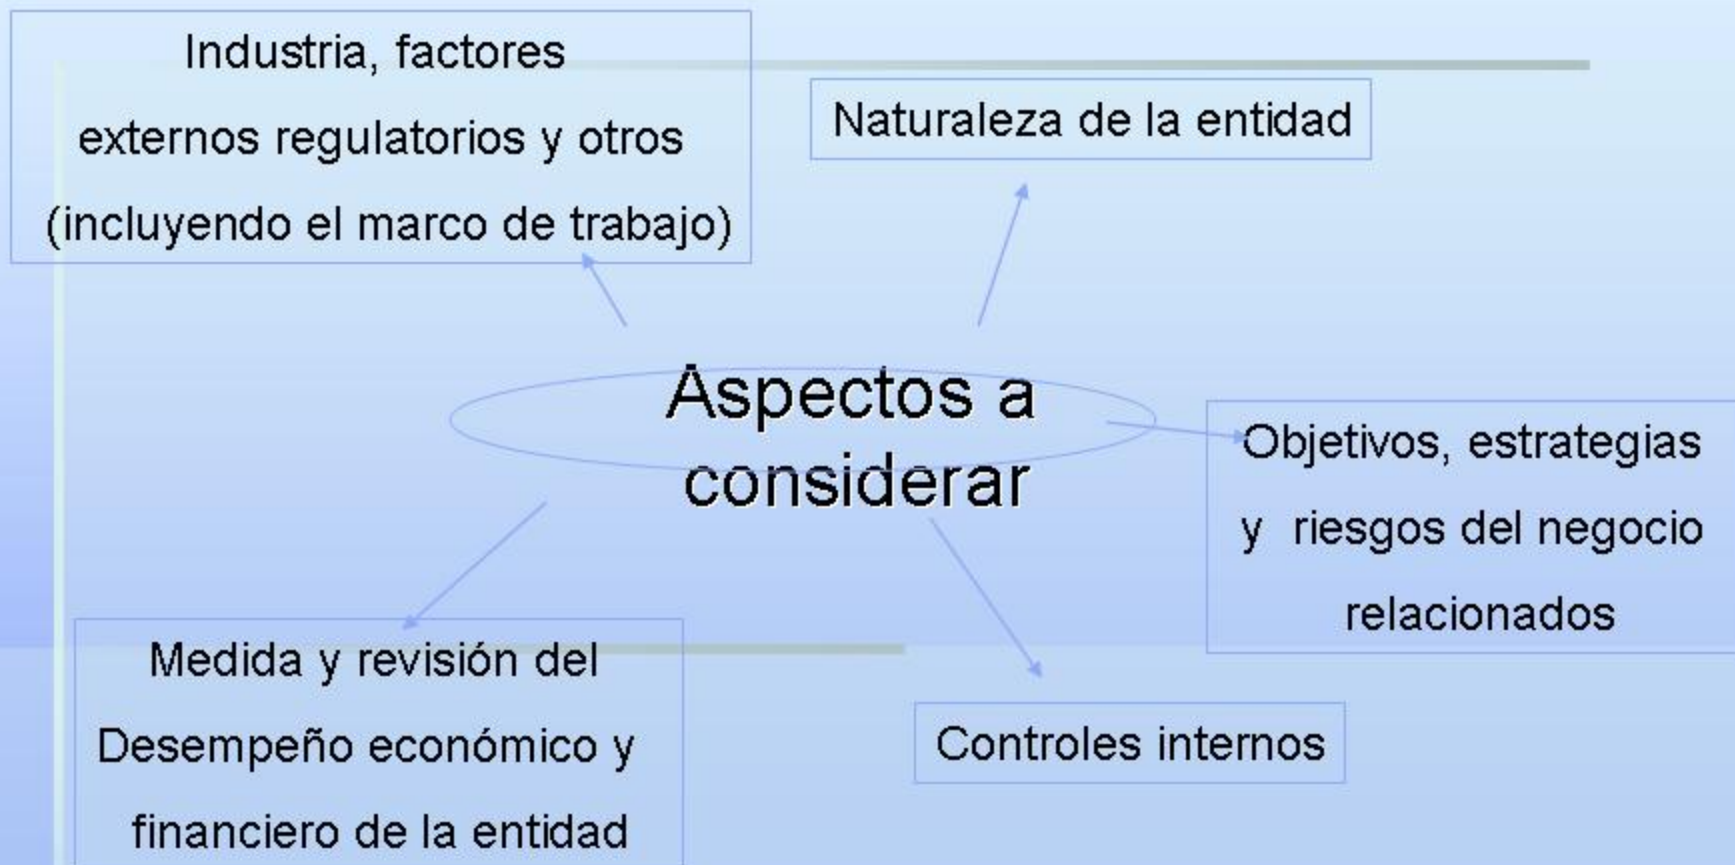 Industria, factores
externos regulatorios y otros
(incluyendo el marco de trabajo)
Naturaleza de la entidad
Aspectos a
considerar
Objetivos, estrategias
y riesgos del negocio
relacionados
Medida y revisión del
Desempeño económico y
financiero de la entidad
Controles internos